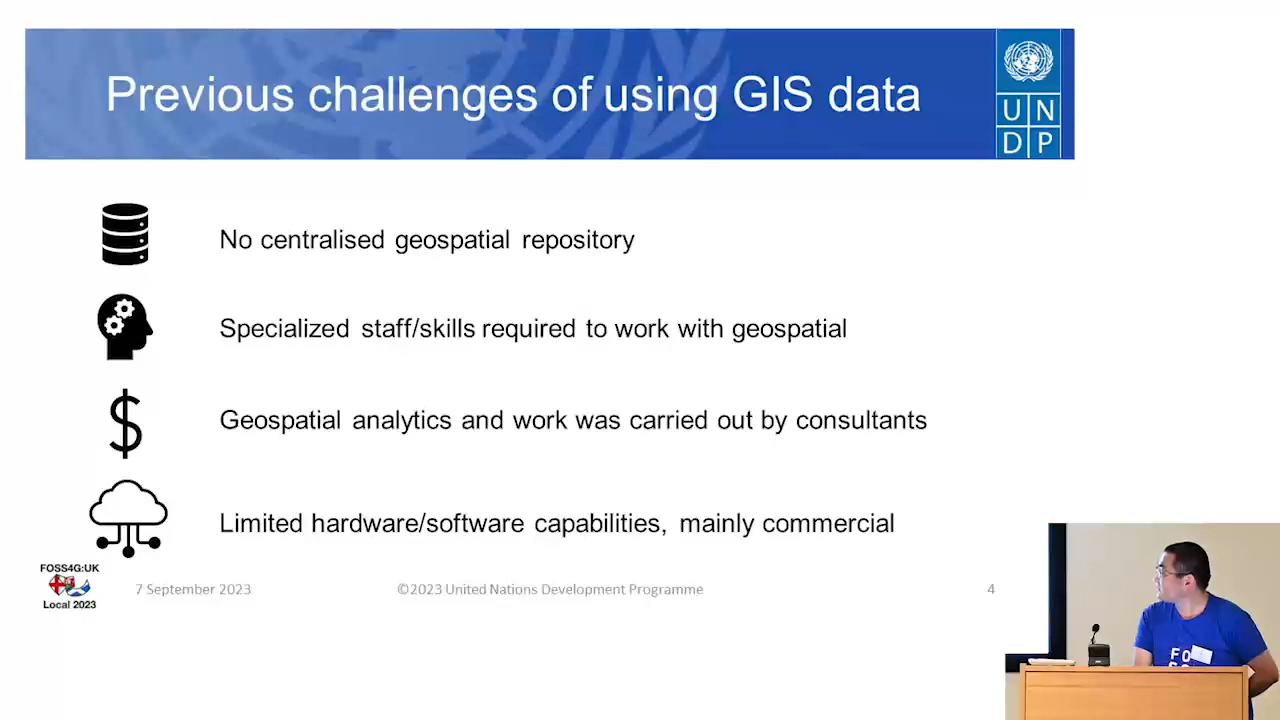 Previous challenges of using GIS data
U N
D P
No centralised geospatial repository
Specialized staff/skills required to work with geospatial
Geospatial analytics and work was carried out by consultants
$
Limited hardware/software capabilities, mainly commercial
FOSS4G:UK
Local 2023
7 September 2023
©2023 United Nations Development Programme
4
FO